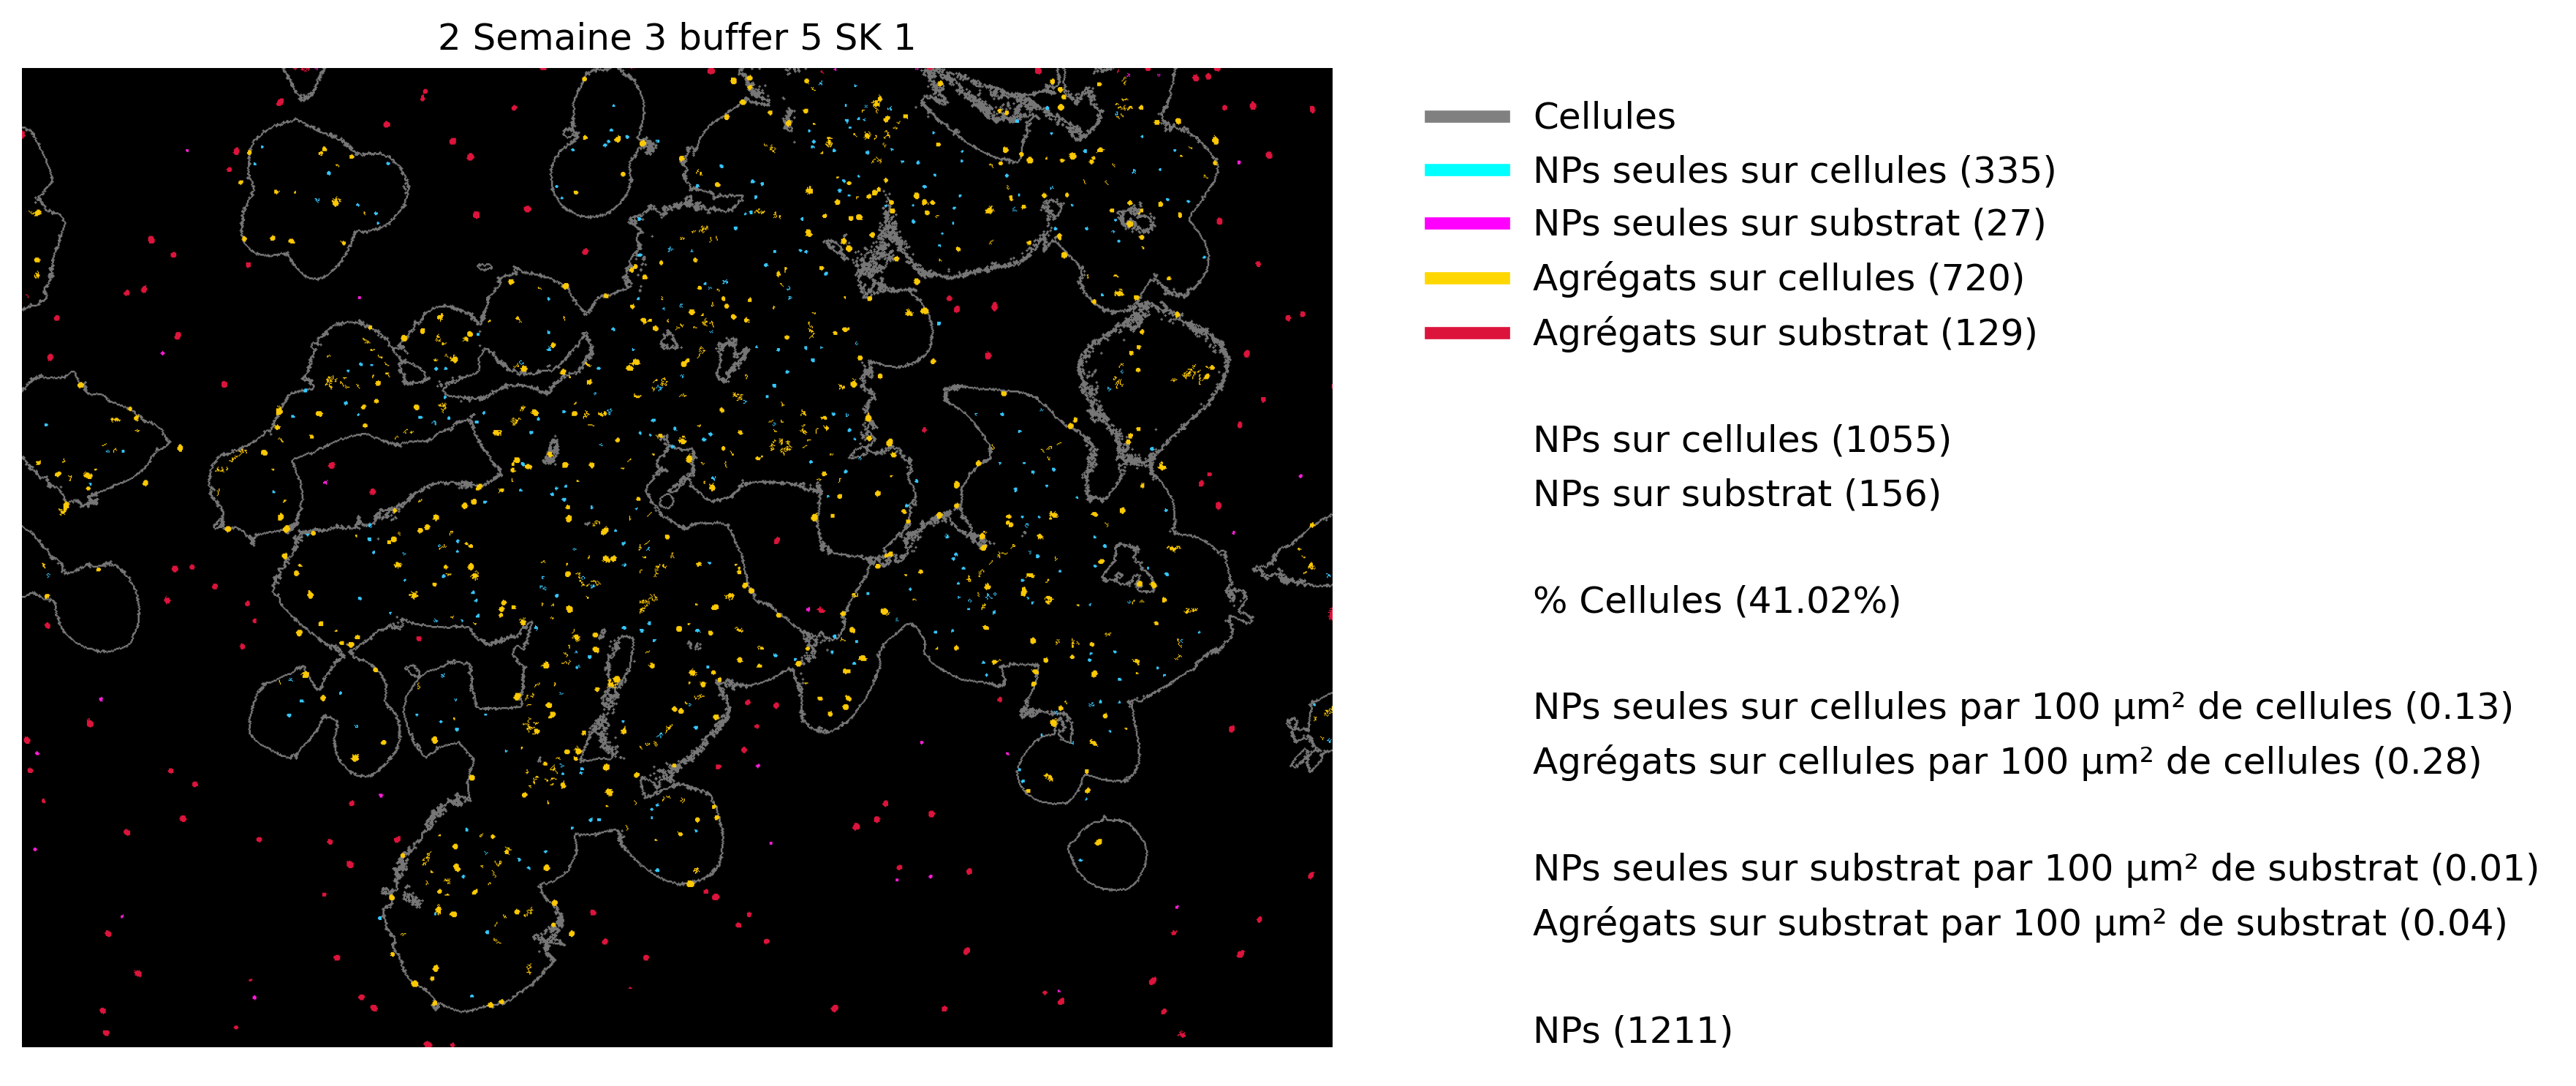 2 Semaine 3 buffer 5 SK 1
Cellules
NPs seules sur cellules (335)
NPs seules sur substrat (27)
Agrégats sur cellules (720)
Agrégats sur substrat (129)
NPs sur cellules (1055)
NPs sur substrat (156)
% Cellules (41.02%)
NPs seules sur cellules par 100 µm² de cellules (0.13)
Agrégats sur cellules par 100 µm² de cellules (0.28)
NPs seules sur substrat par 100 µm² de substrat (0.01)
Agrégats sur substrat par 100 µm² de substrat (0.04)
NPs (1211)